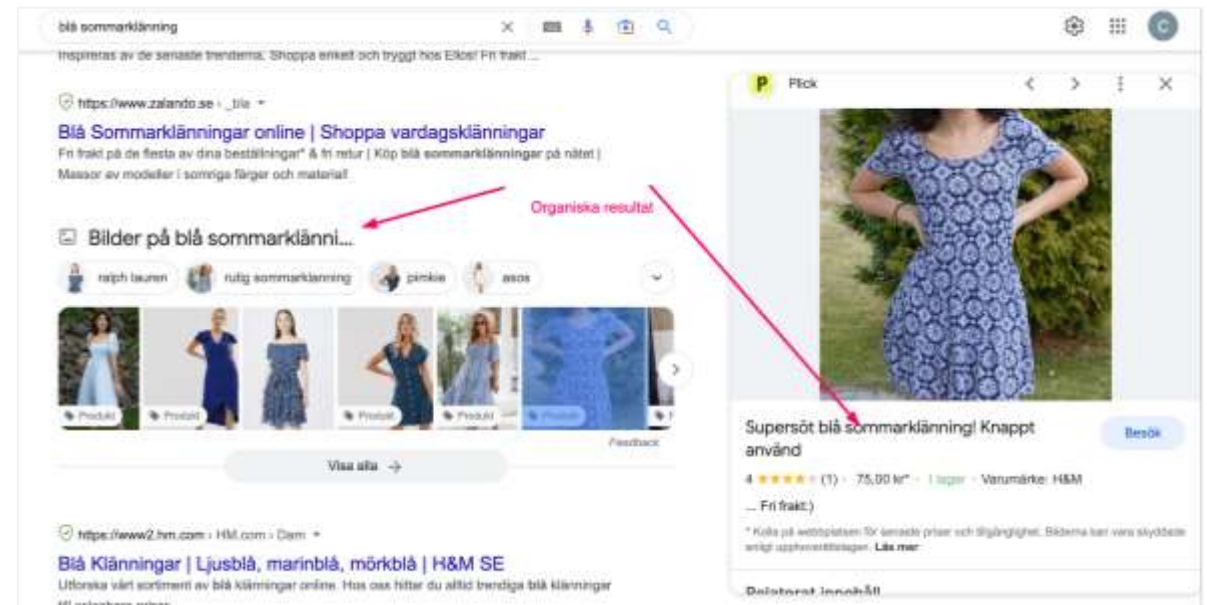 blå sommarklänning
Inspireras av de senaste trenderna. Shoppa enkelt och tryggt hos Ellos! Fri frakt ...
https://www.zalando.se › _bla
Blå Sommarklänningar online | Shoppa vardagsklänningar
Fri frakt på de flesta av dina beställningar* & fri retur | Köp blå sommarklänningar på nätet |
Massor av modeller i somriga färger och material!
Organiska resultat
Bilder på blå sommarklänni...
ralph lauren
rutig sommarklänning
pimkie
asos
Produkt
Produkt
Produkt
Produkt
Produkt
Feedback
Visa alla →
https://www2.hm.com › HM.com › Dam
Blå Klänningar | Ljusblå, marinblå, mörkblå | H&M SE
Utforska vårt sortiment av blå klänningar online. Hos oss hittar du alltid trendiga blå klänningar
C
P
Plick
Supersöt blå sommarklänning! Knappt
använd
Besök
4 ★★★★★ (1) · 75,00 kr* · I lager · Varumärke: H&M
... Fri frakt:)
* Kolla på webbplatsen för senaste priser och tillgänglighet. Bilderna kan vara skyddade
enligt upphovsrättslagen. Läs mer
Relaterat innehåll